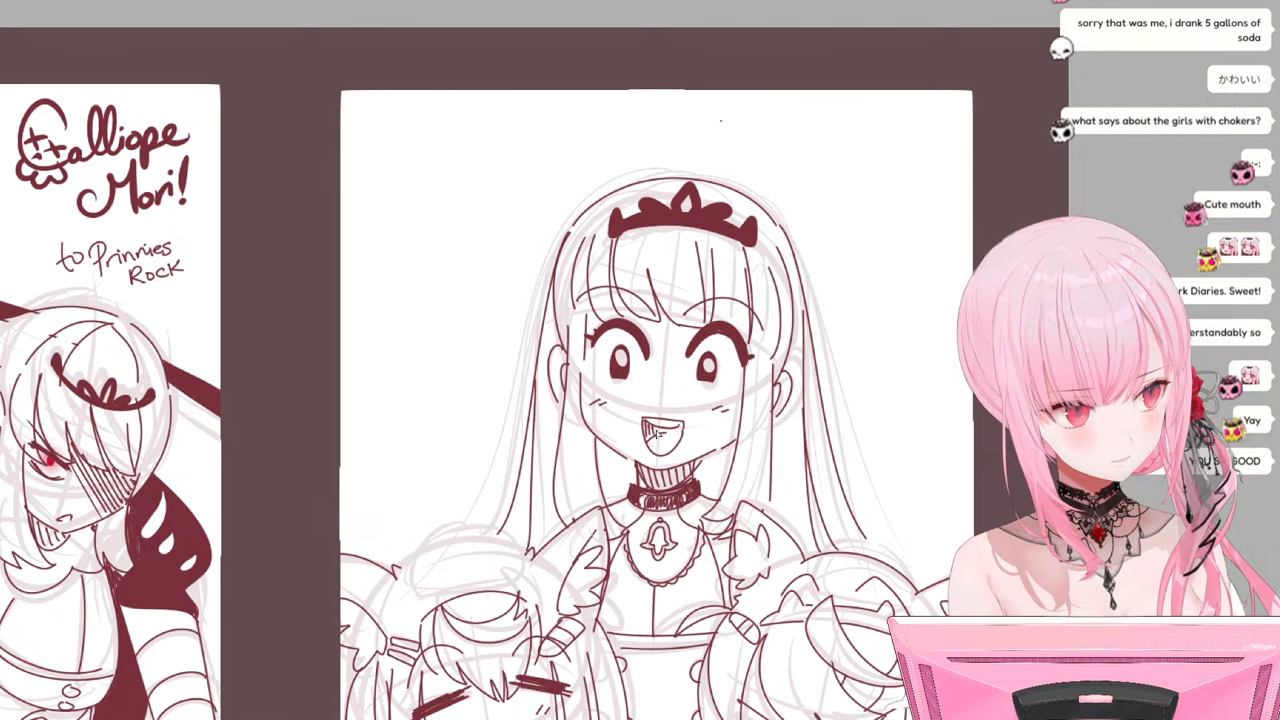 Calliope
Mori!
to Prinnies
Rock
sorry that was me, i drank 5 gallons of
soda
かわいい
what says about the girls with chokers?
Cute mouth
rk Diaries. Sweet!
erstandably so
Yay
GOOD